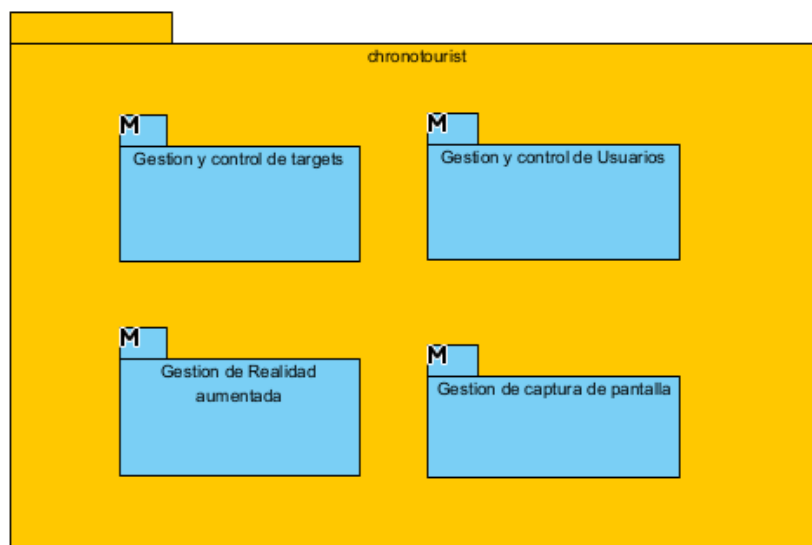 chronotourist
M
M
Gestion y control de targets
Gestion y control de Usuarios
M
M
Gestion de Realidad
aumentada
Gestion de captura de pantalla